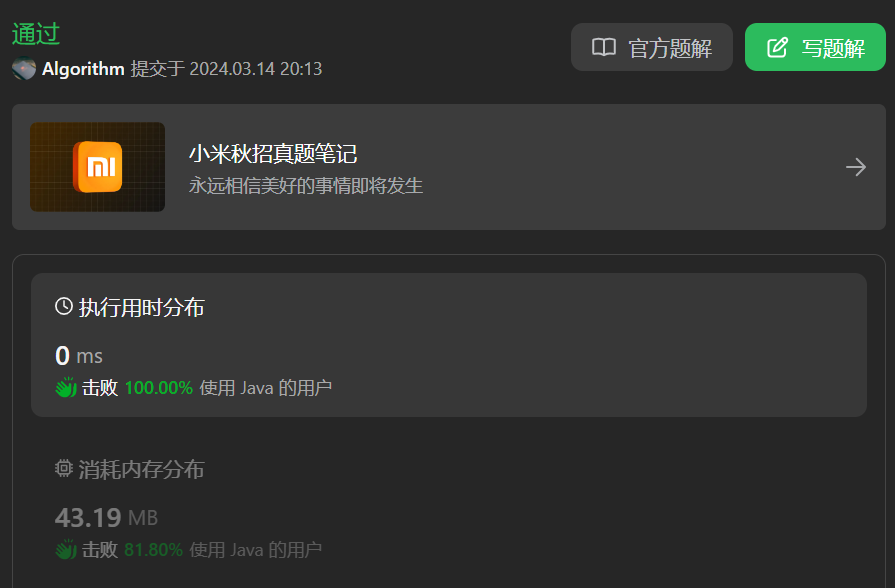 通过
官方题解
写题解
Algorithm 提交于 2024.03.14 20:13
mi
小米秋招真题笔记
永远相信美好的事情即将发生
执行用时分布
0 ms
击败 100.00% 使用 Java 的用户
消耗内存分布
43.19 MB
击败 81.80% 使用 Java 的用户